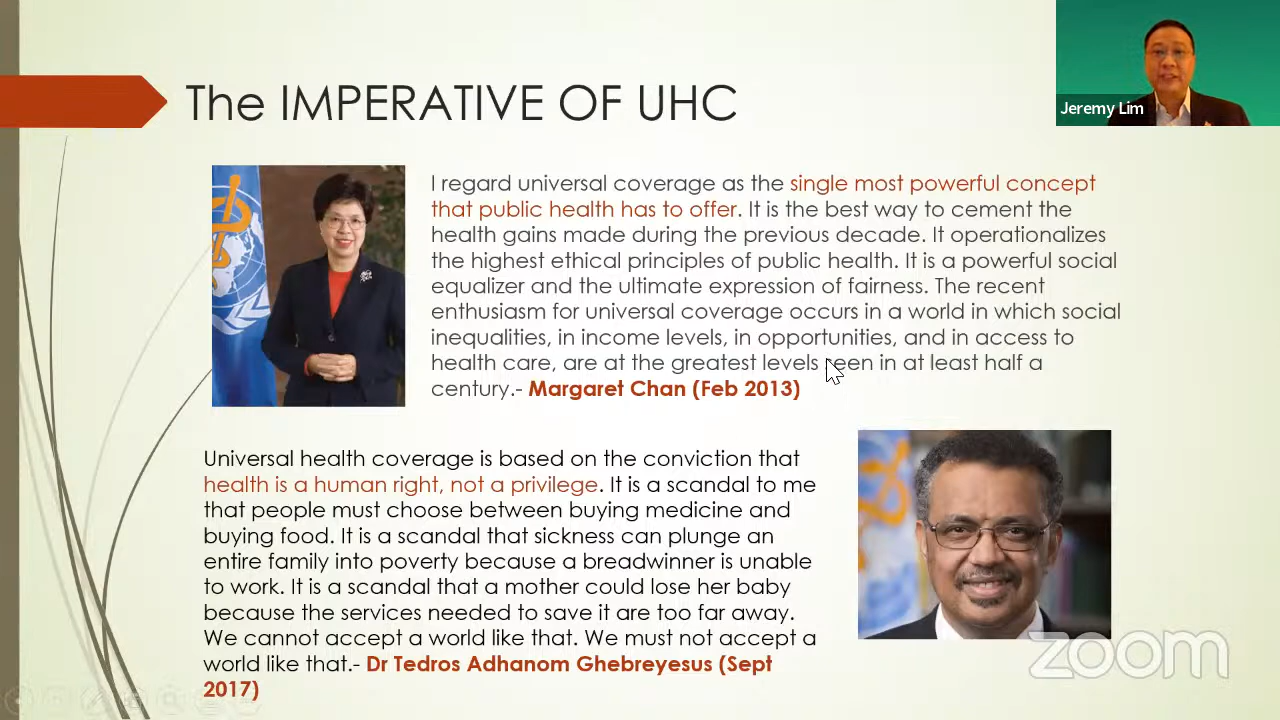 The IMPERATIVE OF UHC
Jeremy Lim
I regard universal coverage as the single most powerful concept
that public health has to offer. It is the best way to cement the
health gains made during the previous decade. It operationalizes
the highest ethical principles of public health. It is a powerful social
equalizer and the ultimate expression of fairness. The recent
enthusiasm for universal coverage occurs in a world in which social
inequalities, in income levels, in opportunities, and in access to
health care, are at the greatest levels seen in at least half a
century.- Margaret Chan (Feb 2013)
Universal health coverage is based on the conviction that
health is a human right, not a privilege. It is a scandal to me
that people must choose between buying medicine and
buying food. It is a scandal that sickness can plunge an
entire family into poverty because a breadwinner is unable
to work. It is a scandal that a mother could lose her baby
because the services needed to save it are too far away.
We cannot accept a world like that. We must not accept a
world like that.- Dr Tedros Adhanom Ghebreyesus (Sept
2017)
zoom